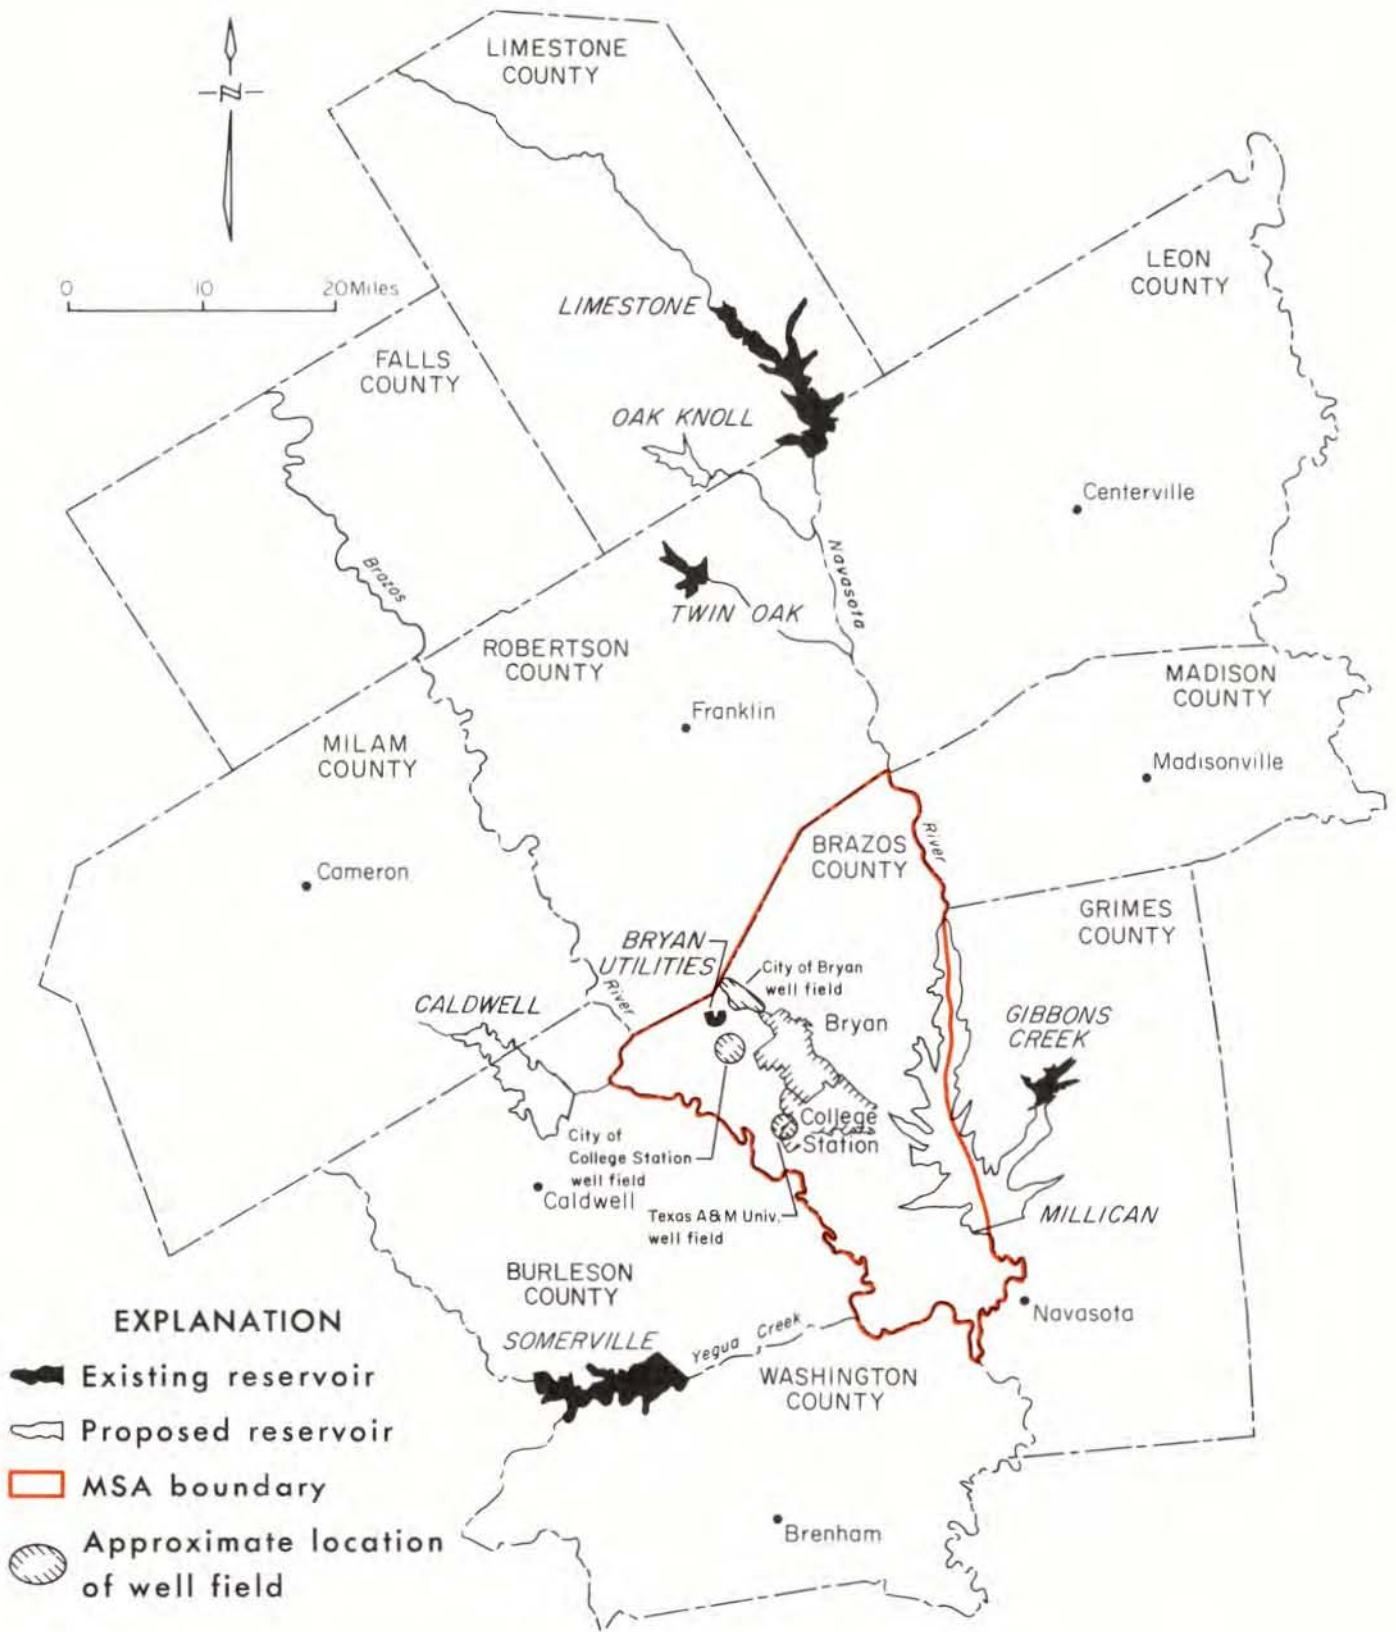 LIMESTONE
COUNTY
N
0 10 20 Miles
LEON
COUNTY
LIMESTONE
FALLS
COUNTY
OAK KNOLL
Centerville
Navasota
Brazos
TWIN OAK
ROBERTSON
COUNTY
MADISON
COUNTY
Franklin
MILAM
COUNTY
Madisonville
BRAZOS
COUNTY
River
Cameron
GRIMES
COUNTY
BRYAN
UTILITIES
City of Bryan
well field
River
CALDWELL
Bryan
GIBBONS
CREEK
College
Station
City of
College Station
well field
Caldwell
Texas A & M Univ.
well field
MILLICAN
BURLESON
COUNTY
Navasota
SOMERVILLE
Yegua Creek
WASHINGTON
COUNTY
Brenham
EXPLANATION
Existing reservoir
Proposed reservoir
MSA boundary
Approximate location
of well field